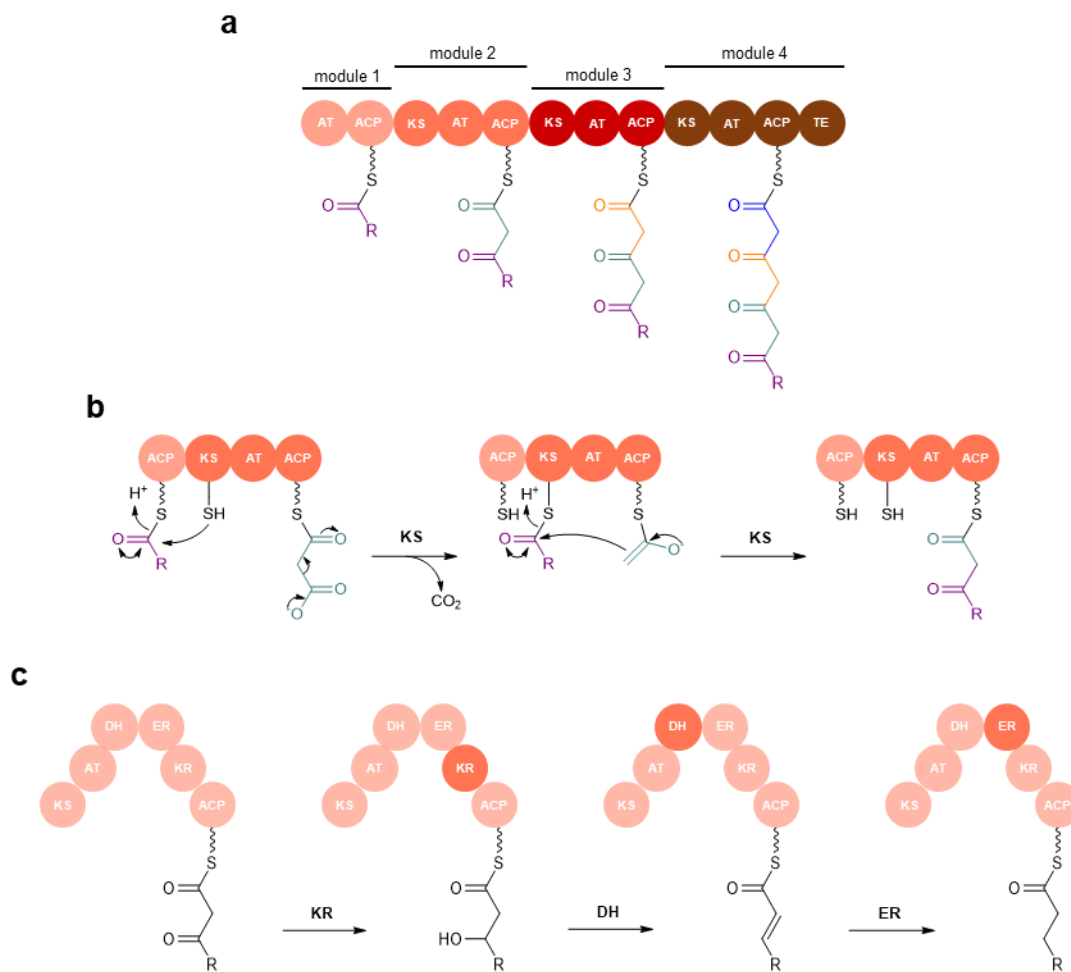 a
module 1 module 2 module 3 module 4
AT ACP KS AT ACP KS AT ACP KS AT ACP TE
S S S S
O O O O
R O O O
R O O
R O
R
b
ACP KS AT ACP ACP KS AT ACP ACP KS AT ACP
H+ SH S SH H+ S S SH SH S
S
O O KS O O KS O
R O CO2 R O
O R
c
DH ER DH ER DH ER DH ER
AT KR AT KR AT KR AT KR
KS ACP KS ACP KS ACP KS ACP
S S S S
O O O O
O KR HO DH ER
R R R R